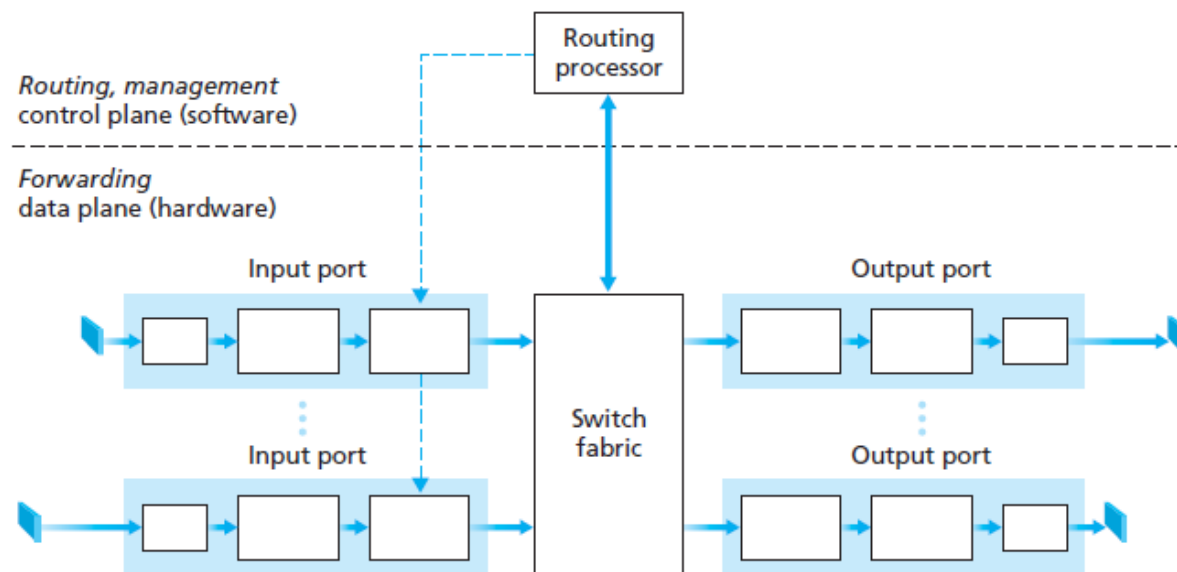 Routing
processor
Routing, management
control plane (software)
Forwarding
data plane (hardware)
Input port
Output port
Switch
fabric
Input port
Output port